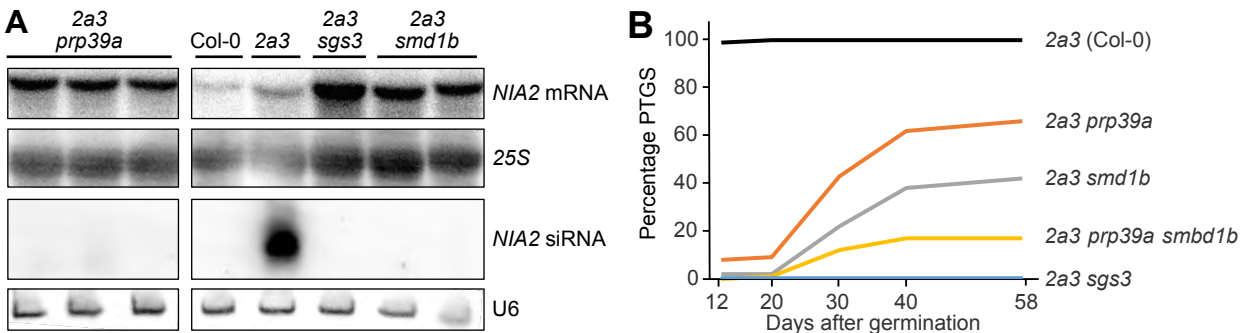 A
2a3
prp39a
Col-0
2a3
2a3
sgs3
2a3
smd1b
NIA2 mRNA
25S
NIA2 siRNA
U6
B
Percentage PTGS
100
80
60
40
20
0
12
20
30
40
58
Days after germination
2a3 (Col-0)
2a3 prp39a
2a3 smd1b
2a3 prp39a smbd1b
2a3 sgs3